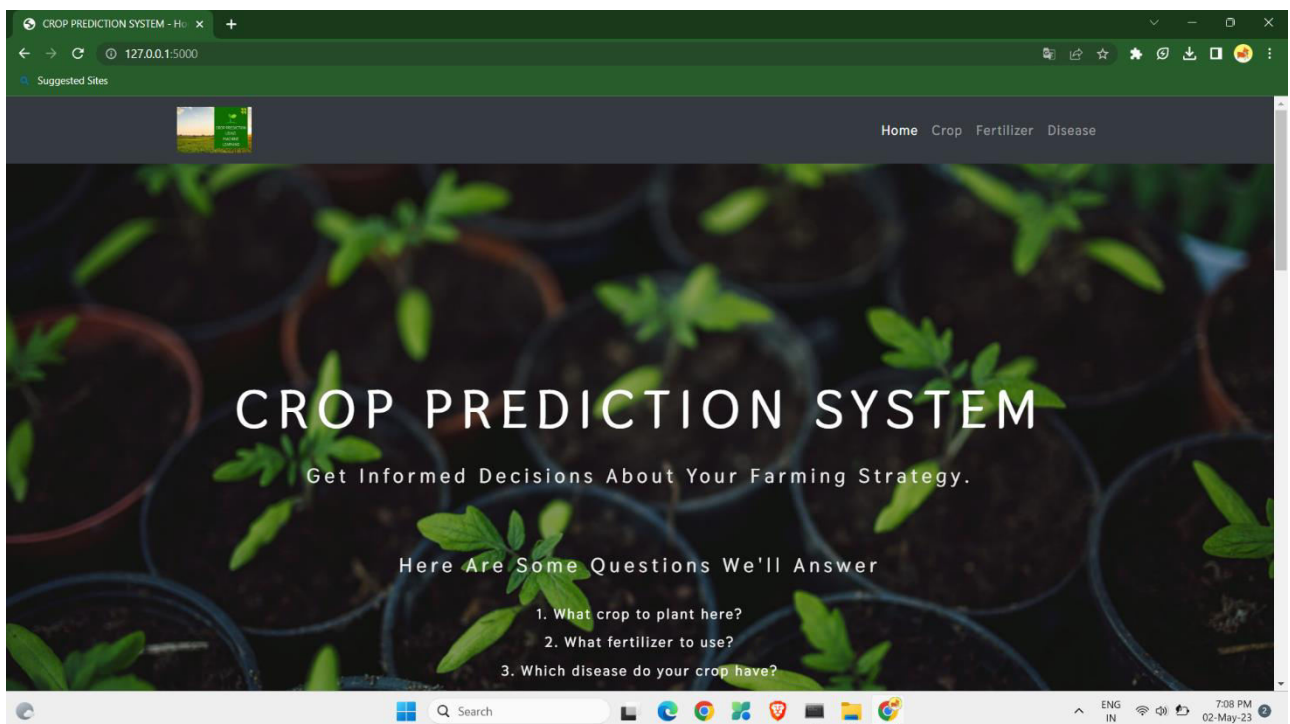 CROP PREDICTION SYSTEM - Ho
127.0.0.1:5000
Suggested Sites
CROP PREDICTION
Home Crop Fertilizer Disease
CROP PREDICTION SYSTEM
Get Informed Decisions About Your Farming Strategy.
Here Are Some Questions We'll Answer
1. What crop to plant here?
2. What fertilizer to use?
3. Which disease do your crop have?
Search
ENG
IN
7:08 PM
02-May-23
2